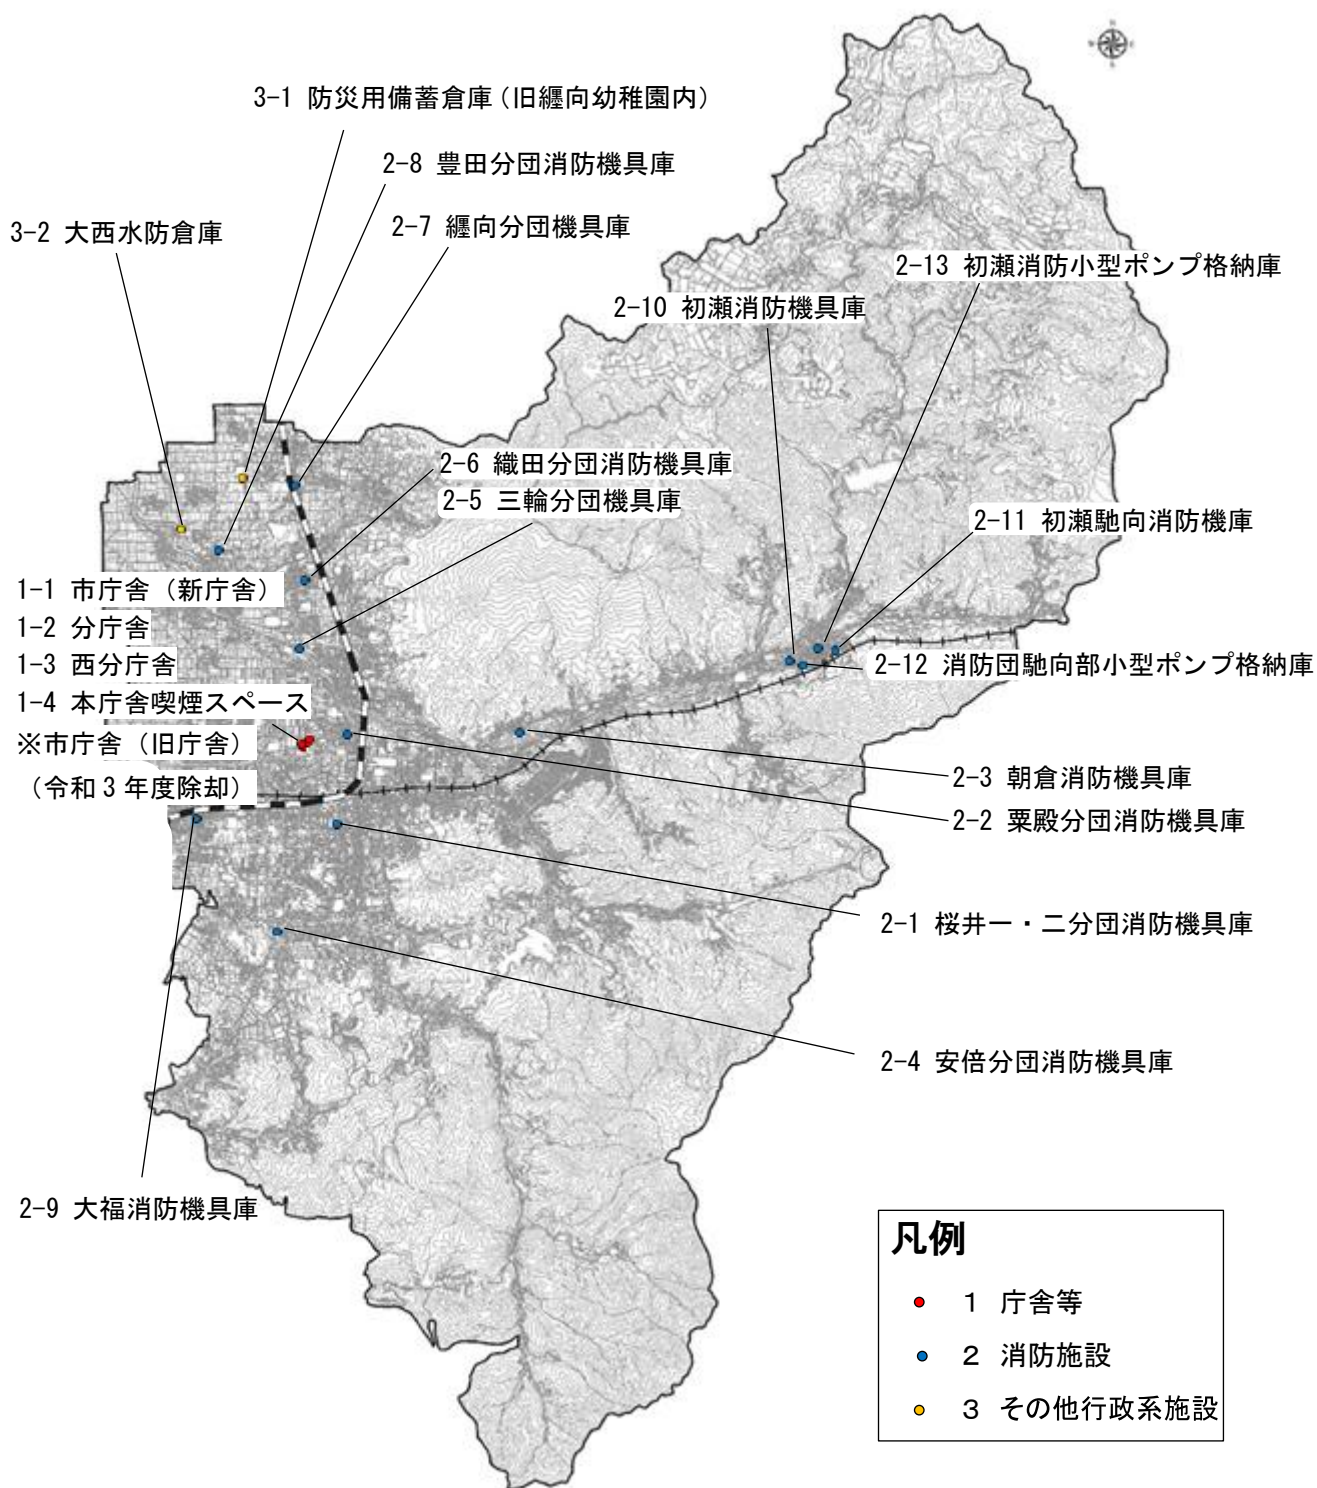 3-1 防災用備蓄倉庫（旧纏向幼稚園内）
2-8 豊田分団消防機具庫
2-7 纏向分団機具庫
3-2 大西水防倉庫
2-13 初瀬消防小型ポンプ格納庫
2-10 初瀬消防機具庫
2-6 織田分団消防機具庫
2-5 三輪分団機具庫
2-11 初瀬馳向消防機庫
1-1 市庁舎（新庁舎）
1-2 分庁舎
1-3 西分庁舎
1-4 本庁舎喫煙スペース
※市庁舎（旧庁舎）
（令和3年度除却）
2-12 消防団馳向部小型ポンプ格納庫
2-3 朝倉消防機具庫
2-2 粟殿分団消防機具庫
2-1 桜井一・二分団消防機具庫
2-4 安倍分団消防機具庫
2-9 大福消防機具庫
凡例
1 庁舎等
2 消防施設
3 その他行政系施設